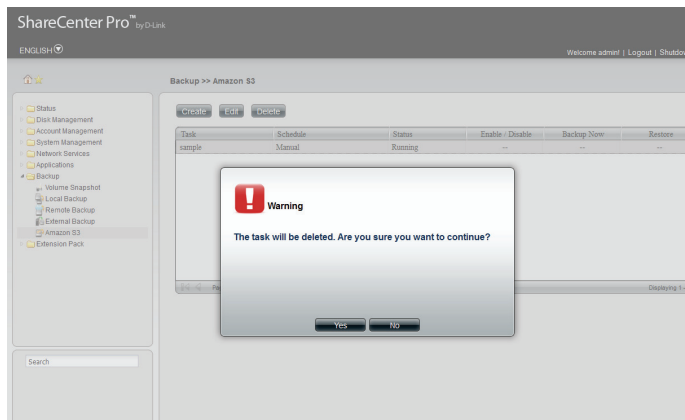 ShareCenter Pro™ by D-Link
ENGLISH
Welcome admin! | Logout | Shutdow
Backup >> Amazon S3
Status
Disk Management
Account Management
System Management
Network Services
Applications
Backup
Volume Snapshot
Local Backup
Remote Backup
External Backup
Amazon S3
Extension Pack
Search
Create Edit Delete
Task Schedule Status Enable / Disable Backup Now Restore
sample Manual Running -- -- --
Pa
Displaying 1
Warning
The task will be deleted. Are you sure you want to continue?
Yes No